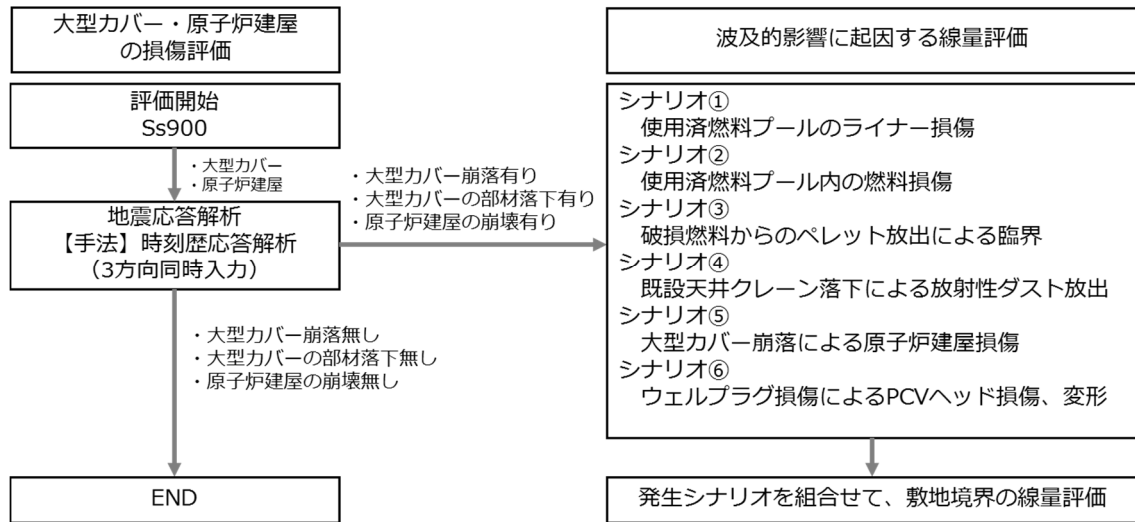 大型カバー・原子炉建屋
の損傷評価
評価開始
Ss900
・大型カバー
・原子炉建屋
地震応答解析
【手法】時刻歴応答解析
（3方向同時入力）
・大型カバー崩落有り
・大型カバーの部材落下有り
・原子炉建屋の崩壊有り
・大型カバー崩落無し
・大型カバーの部材落下無し
・原子炉建屋の崩壊無し
END
波及的影響に起因する線量評価
シナリオ①
使用済燃料プールのライナー損傷
シナリオ②
使用済燃料プール内の燃料損傷
シナリオ③
破損燃料からのペレット放出による臨界
シナリオ④
既設天井クレーン落下による放射性ダスト放出
シナリオ⑤
大型カバー崩落による原子炉建屋損傷
シナリオ⑥
ウェルプラグ損傷によるPCVヘッド損傷、変形
発生シナリオを組合せて、敷地境界の線量評価